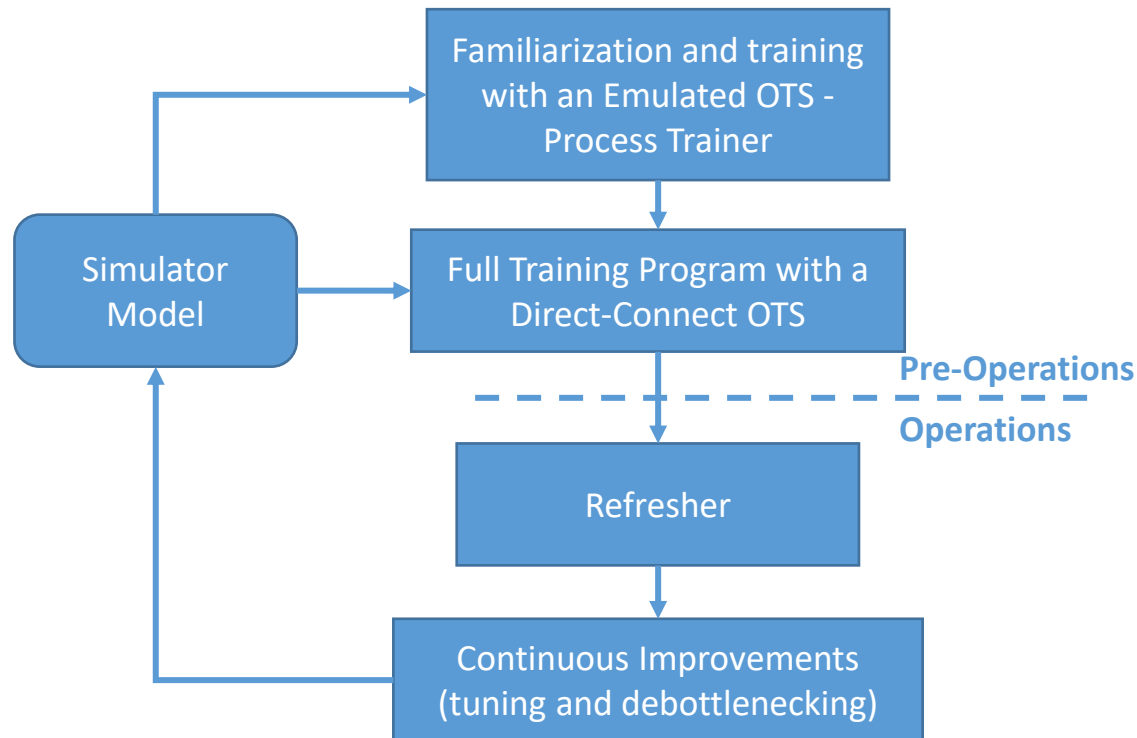 Familiarization and training
with an Emulated OTS -
Process Trainer
Simulator
Model
Full Training Program with a
Direct-Connect OTS
Pre-Operations
Operations
Refresher
Continuous Improvements
(tuning and debottlenecking)